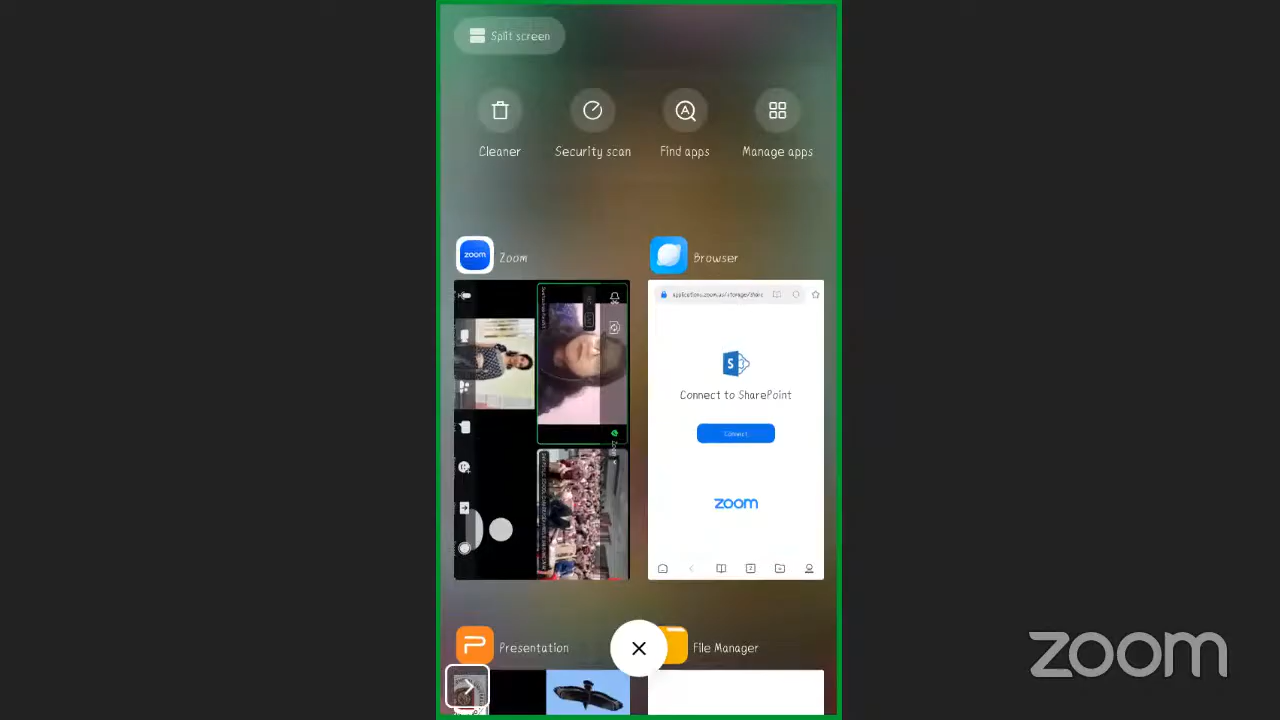 Split screen
Cleaner
Security scan
Find apps
Manage apps
zoom
Zoom
Browser
S
Connect to SharePoint
Connect
zoom
P
Presentation
File Manager
zoom